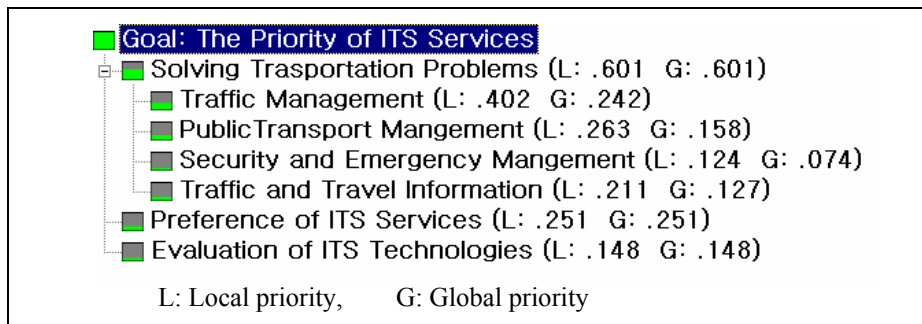 Goal: The Priority of ITS Services
Solving Trasportation Problems (L: .601 G: .601)
Traffic Management (L: .402 G: .242)
PublicTransport Mangement (L: .263 G: .158)
Security and Emergency Mangement (L: .124 G: .074)
Traffic and Travel Information (L: .211 G: .127)
Preference of ITS Services (L: .251 G: .251)
Evaluation of ITS Technologies (L: .148 G: .148)
L: Local priority, G: Global priority